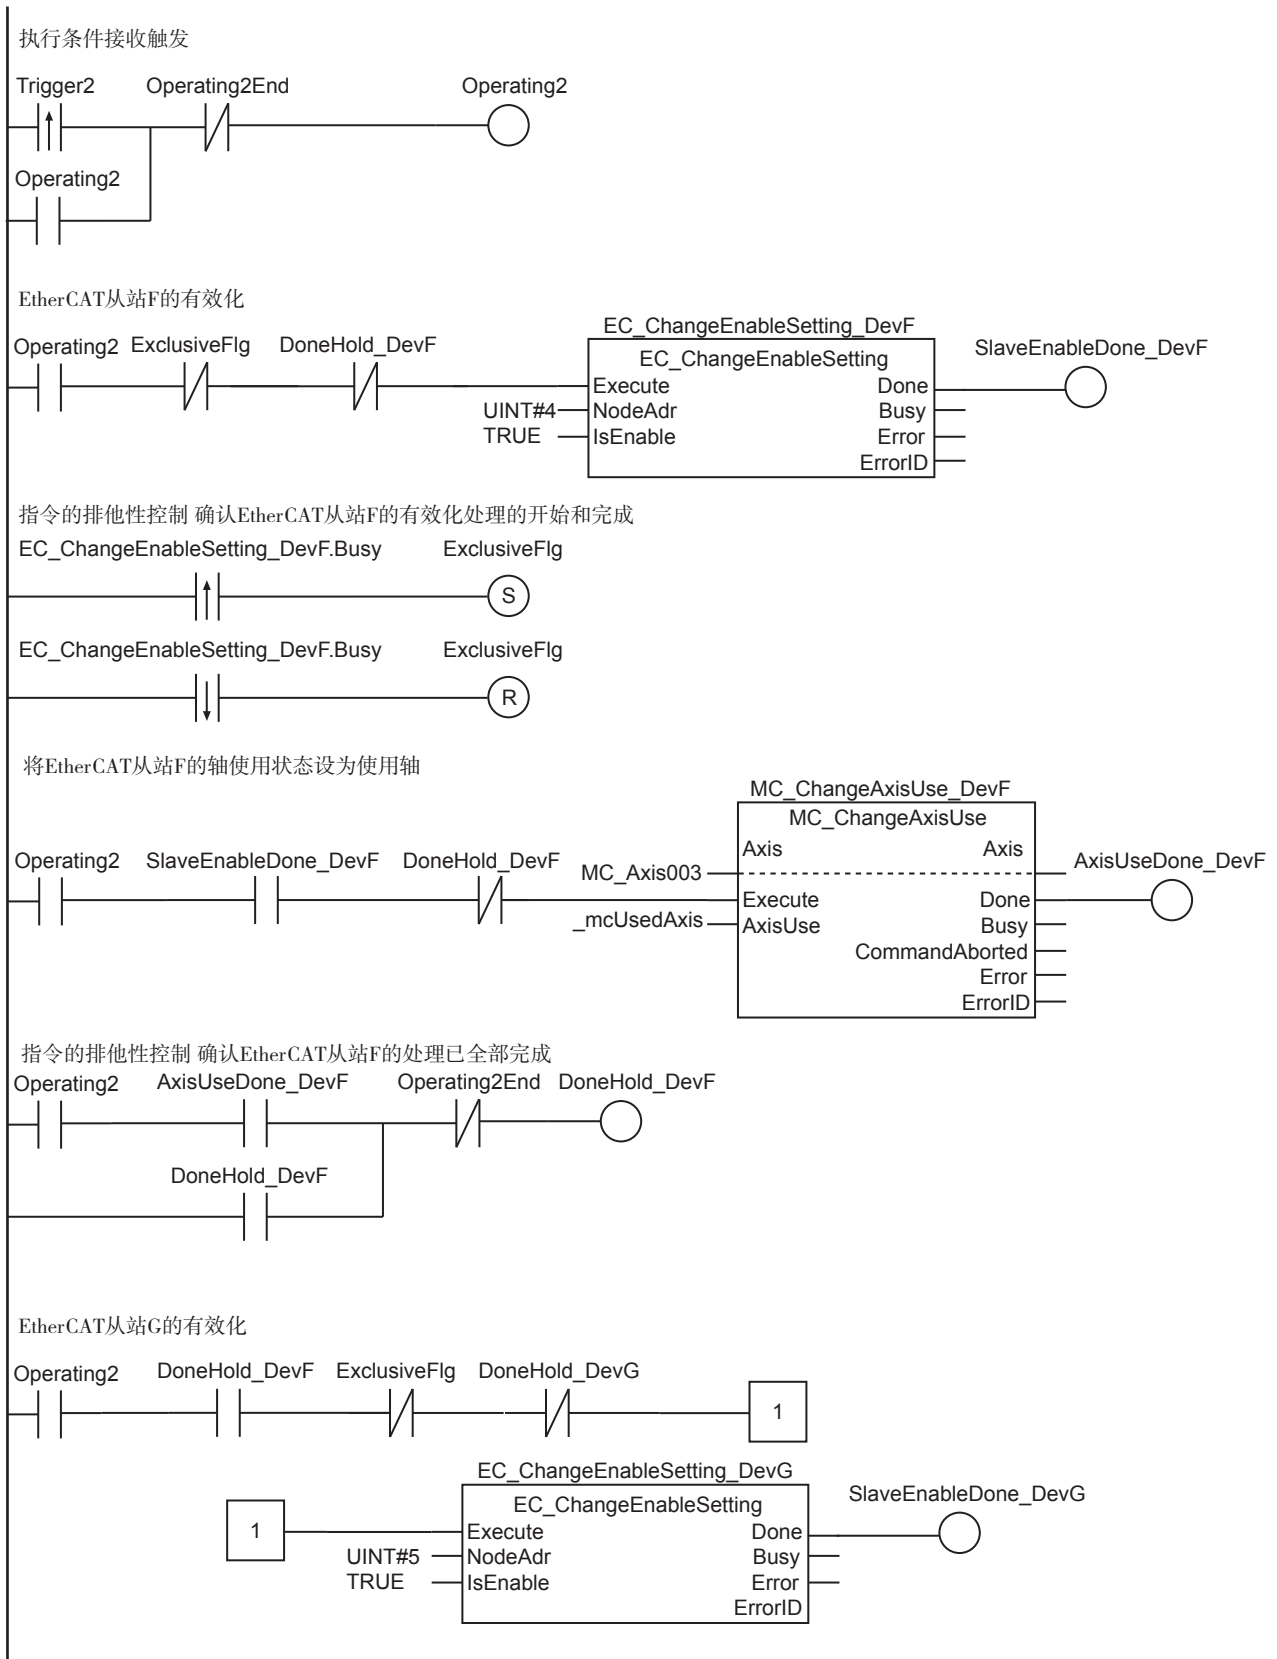 执行条件接收触发
Trigger2 Operating2End Operating2
Operating2
EtherCAT从站F的有效化
EC_ChangeEnableSetting_DevF
Operating2 ExclusiveFlg DoneHold_DevF EC_ChangeEnableSetting SlaveEnableDone_DevF
Execute Done
UINT#4 NodeAdr Busy
TRUE IsEnable Error
ErrorID
指令的排他性控制 确认EtherCAT从站F的有效化处理的开始和完成
EC_ChangeEnableSetting_DevF.Busy ExclusiveFlg
S
EC_ChangeEnableSetting_DevF.Busy ExclusiveFlg
R
将EtherCAT从站F的轴使用状态设为使用轴
MC_ChangeAxisUse_DevF
MC_ChangeAxisUse
Operating2 SlaveEnableDone_DevF DoneHold_DevF MC_Axis003 Axis Axis AxisUseDone_DevF
Execute Done
_mcUsedAxis AxisUse Busy
CommandAborted
Error
ErrorID
指令的排他性控制 确认EtherCAT从站F的处理已全部完成
Operating2 AxisUseDone_DevF Operating2End DoneHold_DevF
DoneHold_DevF
EtherCAT从站G的有效化
Operating2 DoneHold_DevF ExclusiveFlg DoneHold_DevG
1
EC_ChangeEnableSetting_DevG
EC_ChangeEnableSetting SlaveEnableDone_DevG
1 Execute Done
UINT#5 NodeAdr Busy
TRUE IsEnable Error
ErrorID